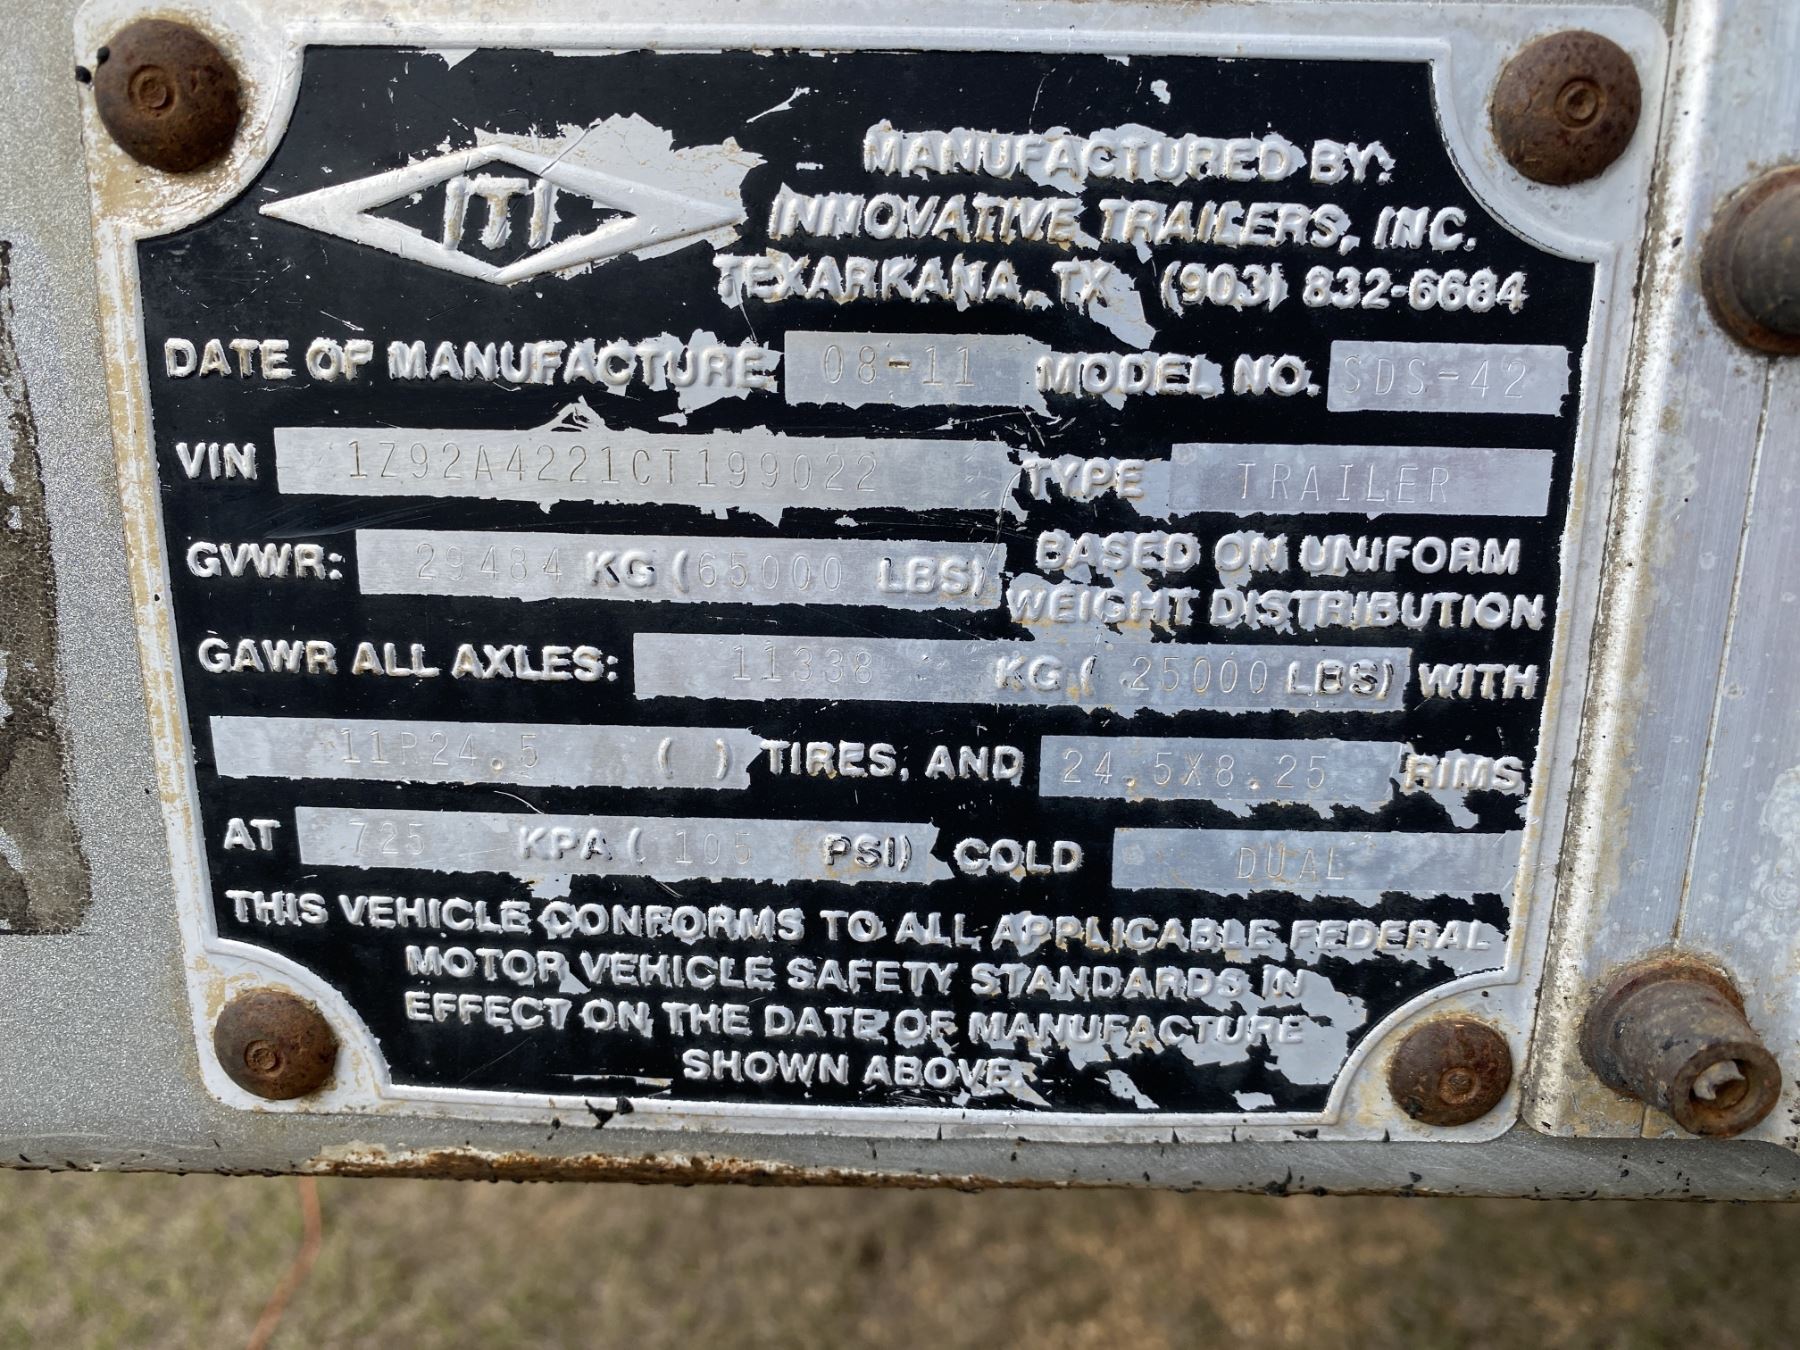 ITI
MANUFACTURED BY:
INNOVATIVE TRAILERS, INC.
TEXARKANA, TX (903) 832-6684
DATE OF MANUFACTURE 08-11 MODEL NO. SDS-42
VIN 1Z92A4221CT199022 TYPE TRAILER
GVWR: 29484 KG (65000 LBS) BASED ON UNIFORM
WEIGHT DISTRIBUTION
GAWR ALL AXLES: 11338 KG ( 25000 LBS) WITH
11R24.5 ( ) TIRES, AND 24.5X8.25 RIMS
AT 725 KPA ( 105 PSI) COLD DUAL
THIS VEHICLE CONFORMS TO ALL APPLICABLE FEDERAL
MOTOR VEHICLE SAFETY STANDARDS IN
EFFECT ON THE DATE OF MANUFACTURE
SHOWN ABOVE.